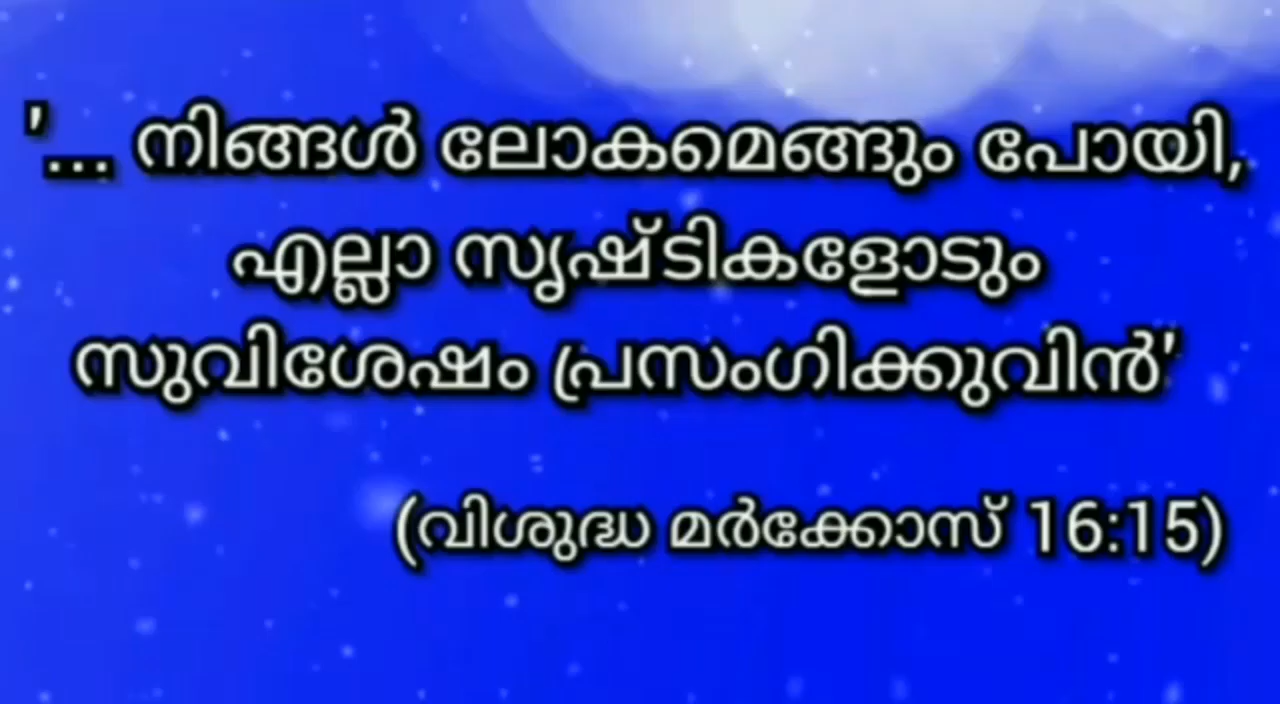 '... നിങ്ങൾ ലോകമെങ്ങും പോയി,
എല്ലാ സൃഷ്ടികളോടും
സുവിശേഷം പ്രസംഗിക്കുവിൻ'
(വിശുദ്ധ മർക്കോസ് 16:15)